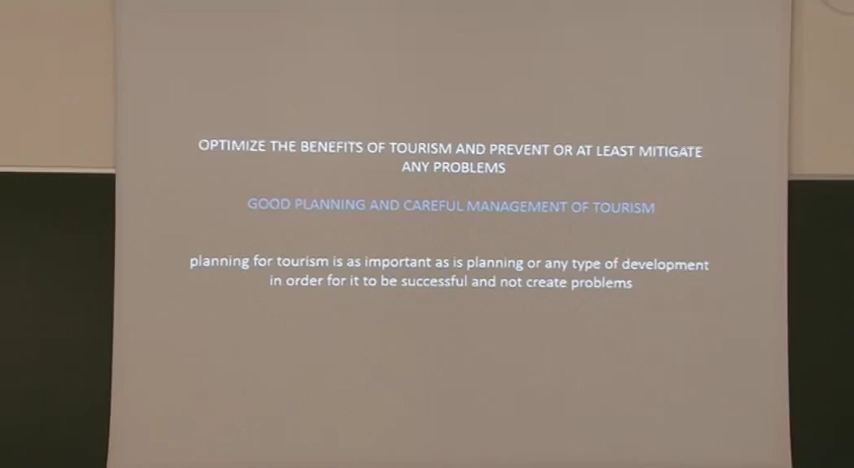 OPTIMIZE THE BENEFITS OF TOURISM AND PREVENT OR AT LEAST MITIGATE
ANY PROBLEMS
GOOD PLANNING AND CAREFUL MANAGEMENT OF TOURISM
planning for tourism is as important as is planning or any type of development
in order for it to be successful and not create problems